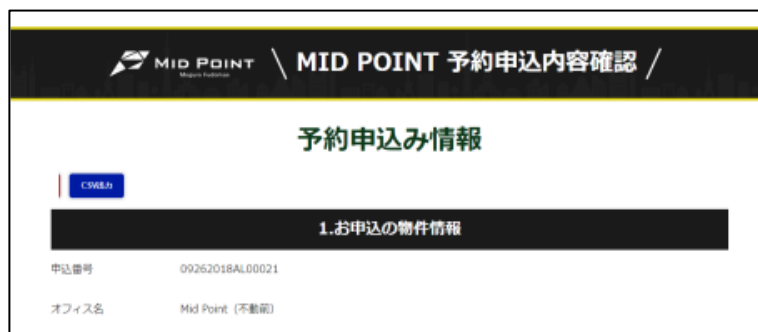 MID POINT \ MID POINT 予約申込内容確認 /
Meguro Fudomae
予約申込み情報
CSV出力
1.お申込の物件情報
申込番号 09262018AL00021
オフィス名 Mid Point（不動前）